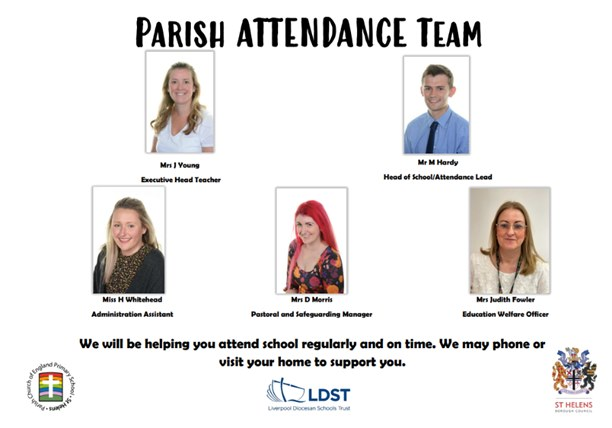 PARISH ATTENDANCE TEAM
Mrs J Young
Executive Head Teacher
Mr M Hardy
Head of School/Attendance Lead
Miss H Whitehead
Administration Assistant
Mrs D Morris
Pastoral and Safeguarding Manager
Mrs Judith Fowler
Education Welfare Officer
We will be helping you attend school regularly and on time. We may phone or
visit your home to support you.
Parish Church of England Primary School • St Helens
LDST
Liverpool Diocesan Schools Trust
ST HELENS
BOROUGH COUNCIL